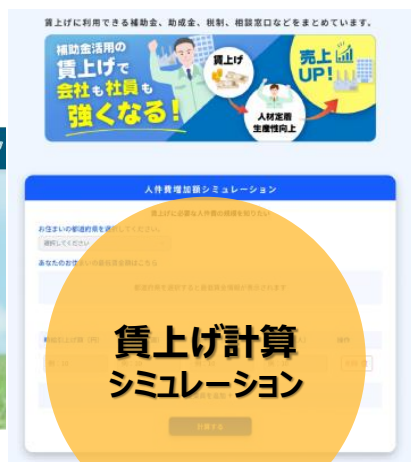 賃上げに利用できる補助金、助成金、税制、相談窓口などをまとめています。
補助金活用の
賃上げで
会社も社員も
強くなる!
賃上げ
売上
UP!
人材定着
生産性向上
人件費増加額シミュレーション
賃上げに必要な人件費の規模を知りたい
お住まいの都道府県を選択してください。
選択してください
あなたのお住まいの最低賃金額はこちら
都道府県を選択すると最低賃金情報が表示されます
操作
賃上げ計算
シミュレーション
計算する